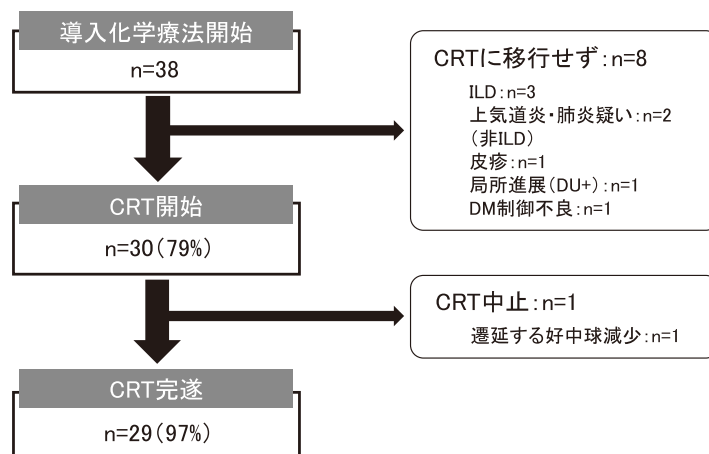 導入化学療法開始
n=38
CRTに移行せず:n=8
ILD:n=3
上気道炎・肺炎疑い:n=2
(非ILD)
皮疹:n=1
局所進展(DU+):n=1
DM制御不良:n=1
CRT開始
n=30(79%)
CRT中止:n=1
遷延する好中球減少:n=1
CRT完遂
n=29(97%)